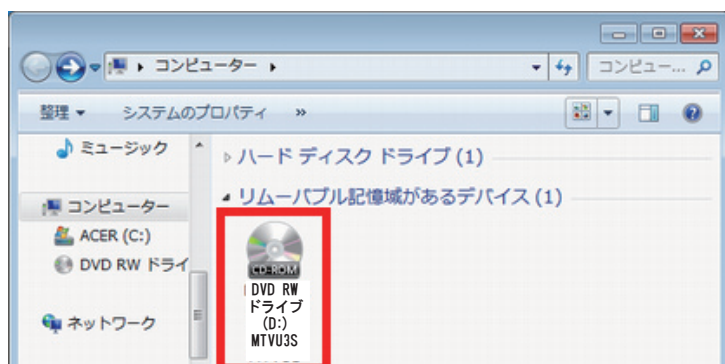 コンピューター
コンピュー...
整理 システムのプロパティ »
ミュージック
コンピューター
ACER (C:)
DVD RW ドライ
ネットワーク
ハード ディスク ドライブ (1)
リムーバブル記憶域があるデバイス (1)
CD-ROM
DVD RW
ドライブ
(D:)
MTVU3S